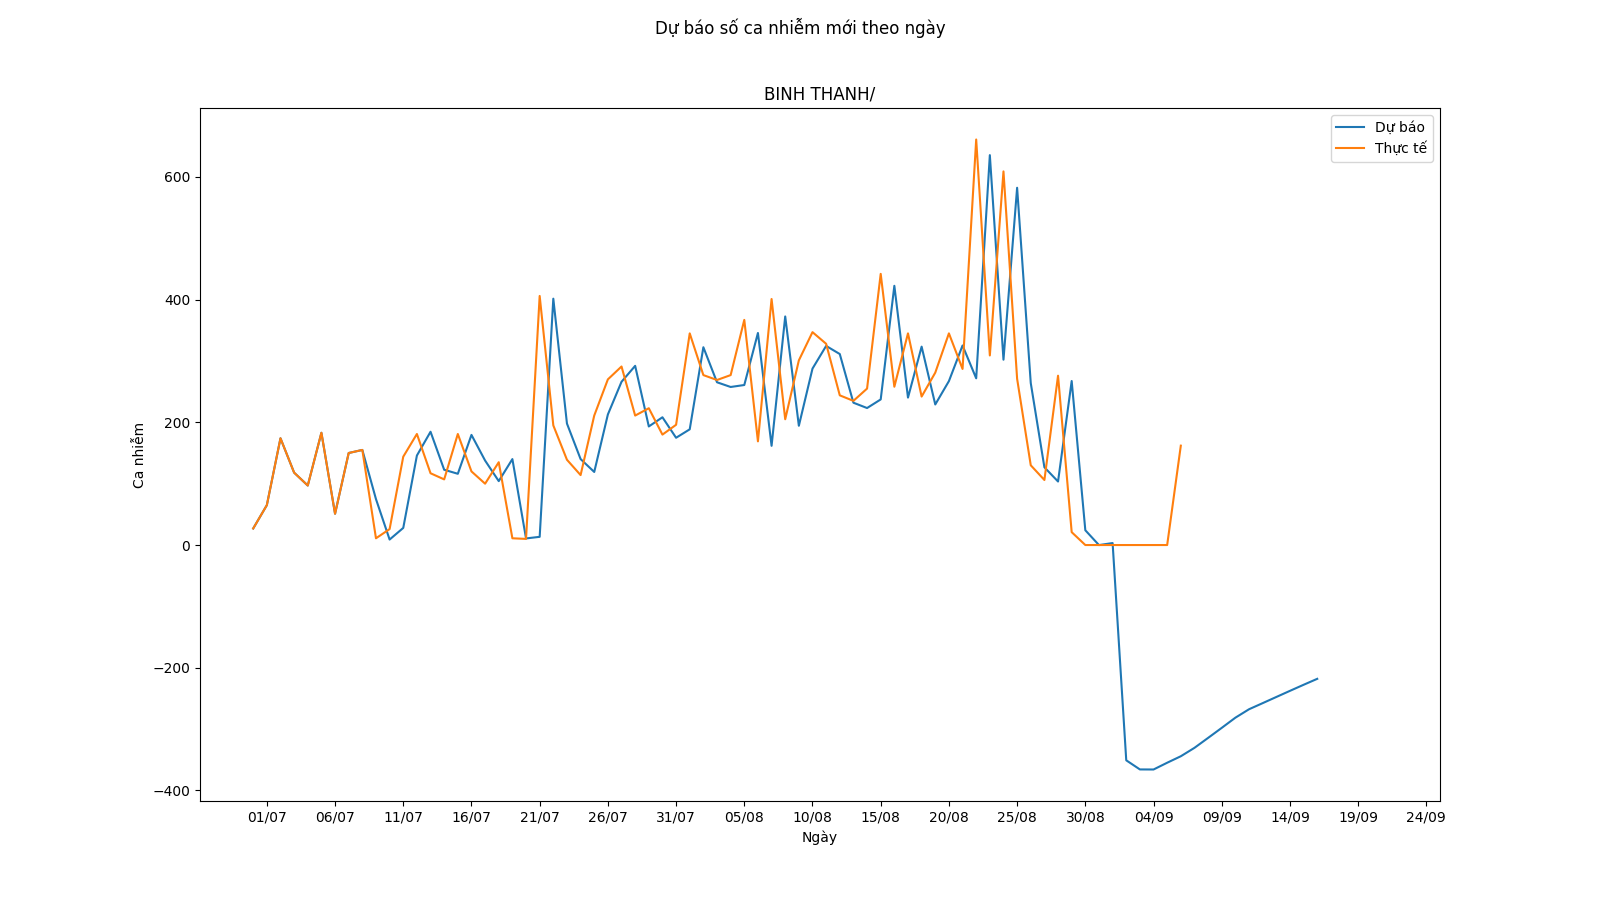 Dự báo số ca nhiễm mới theo ngày
BINH THANH/
Dự báo
Thực tế
600
400
200
0
−200
−400
Ca nhiễm
01/07 06/07 11/07 16/07 21/07 26/07 31/07 05/08 10/08 15/08 20/08 25/08 30/08 04/09 09/09 14/09 19/09 24/09
Ngày